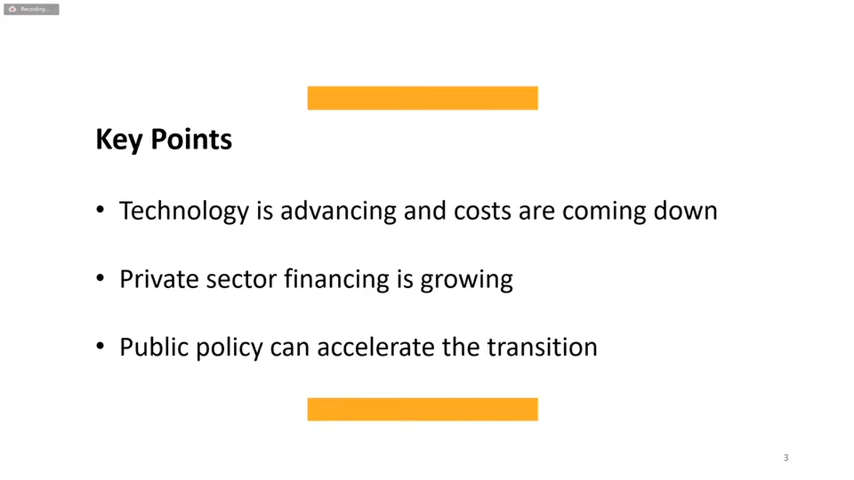 Recording...
Key Points
• Technology is advancing and costs are coming down
• Private sector financing is growing
• Public policy can accelerate the transition
3